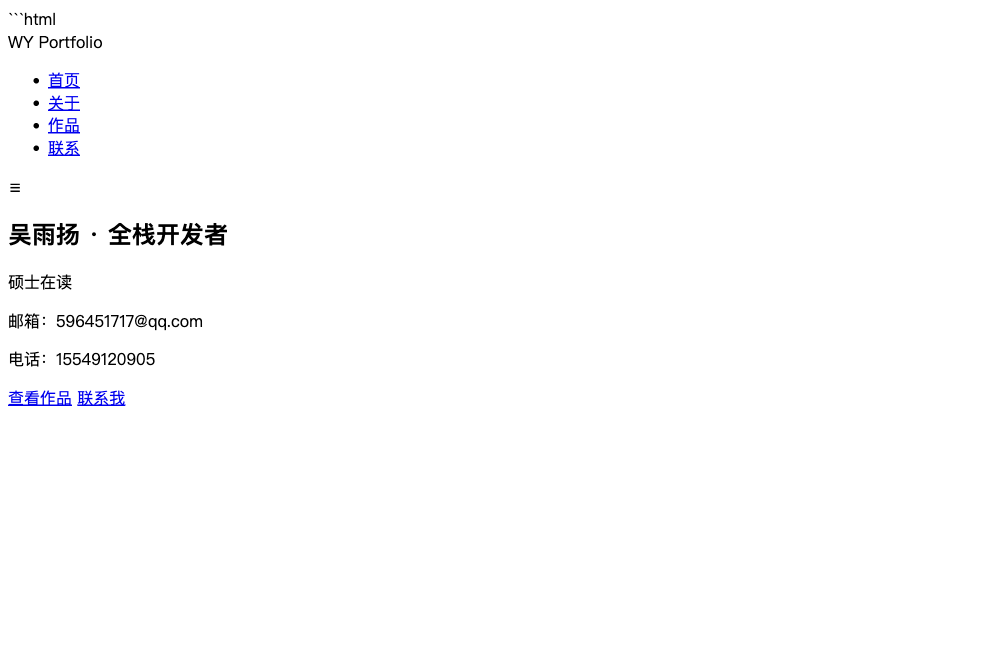 ```html
WY Portfolio
• 首页
• 关于
• 作品
• 联系
≡
吴雨扬 · 全栈开发者
硕士在读
邮箱：596451717@qq.com
电话：15549120905
查看作品 联系我